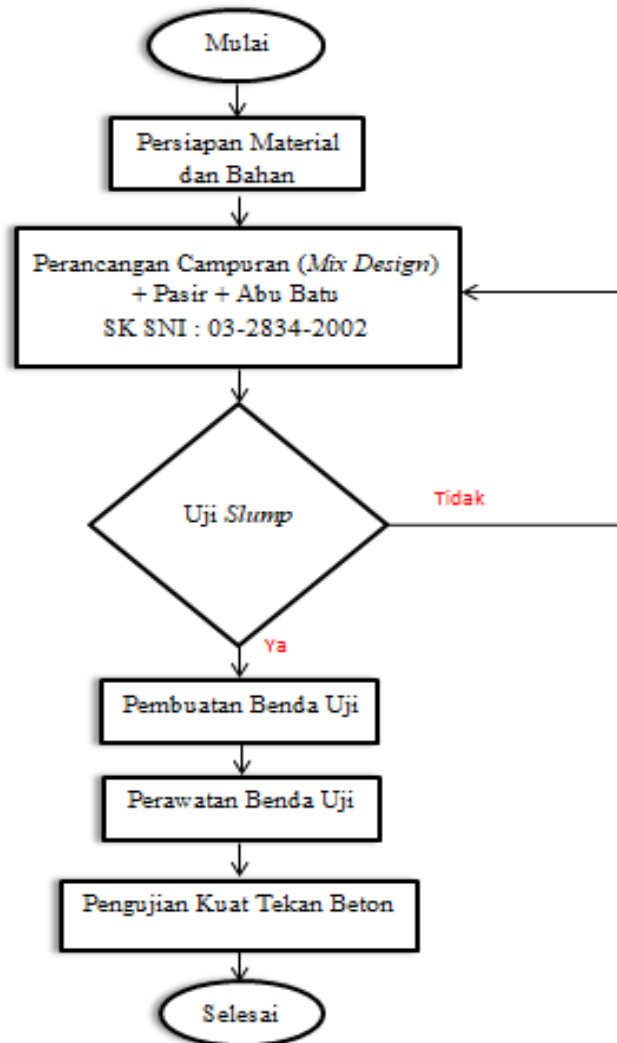 Mulai
Persiapan Material
dan Bahan
Perancangan Campuran (Mix Design)
+ Pasir + Abu Batu
SK SNI : 03-2834-2002
Uji Slump
Tidak
Ya
Pembuatan Benda Uji
Perawatan Benda Uji
Pengujian Kuat Tekan Beton
Selesai